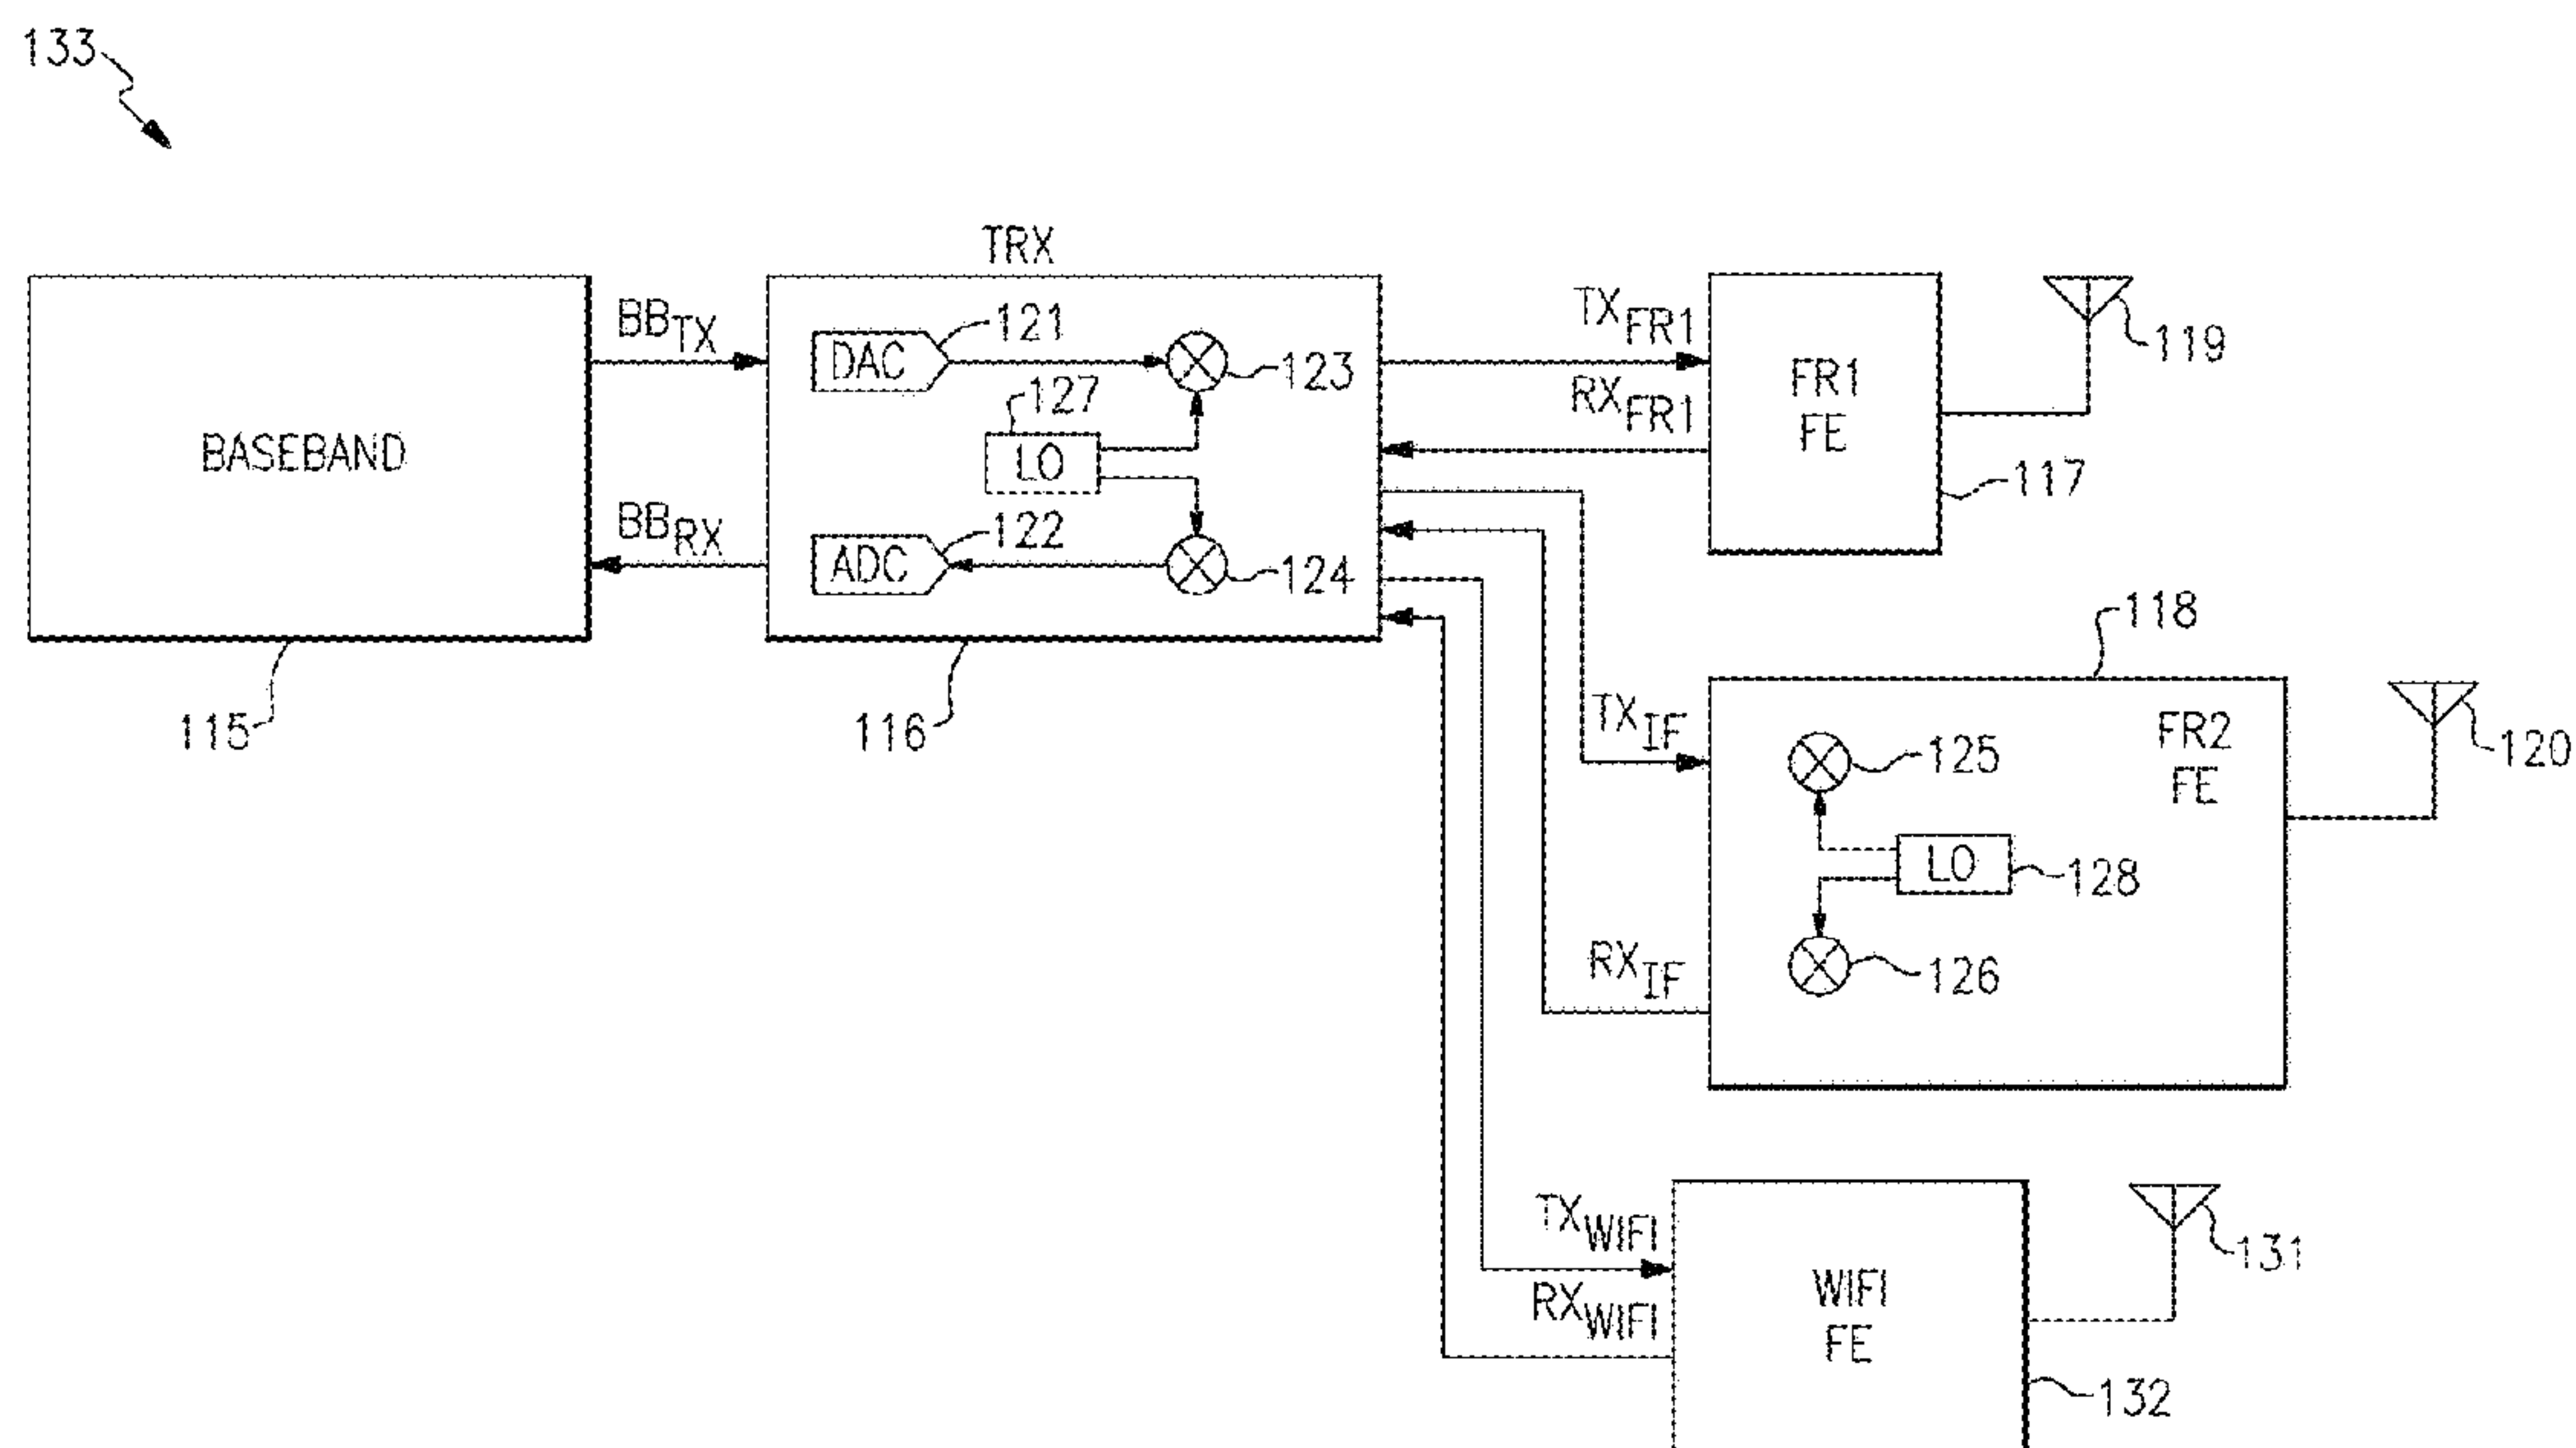 133
TRX
BASEBAND
115
BB_TX
BB_RX
DAC
121
123
127
LO
ADC
122
124
116
TX_FR1
RX_FR1
FR1
FE
119
117
118
TX_IF
RX_IF
FR2
FE
125
LO
128
126
120
TX_WIFI
RX_WIFI
WIFI
FE
131
132